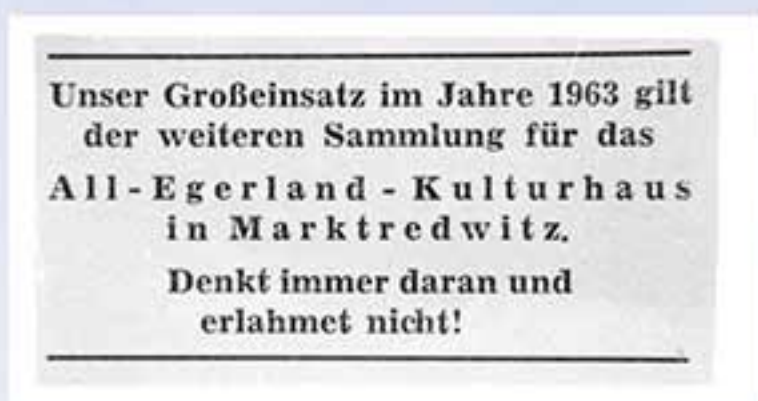 Unser Großeinsatz im Jahre 1963 gilt
der weiteren Sammlung für das
All-Egerland-Kulturhaus
in Marktredwitz.
Denkt immer daran und
erlahmet nicht!